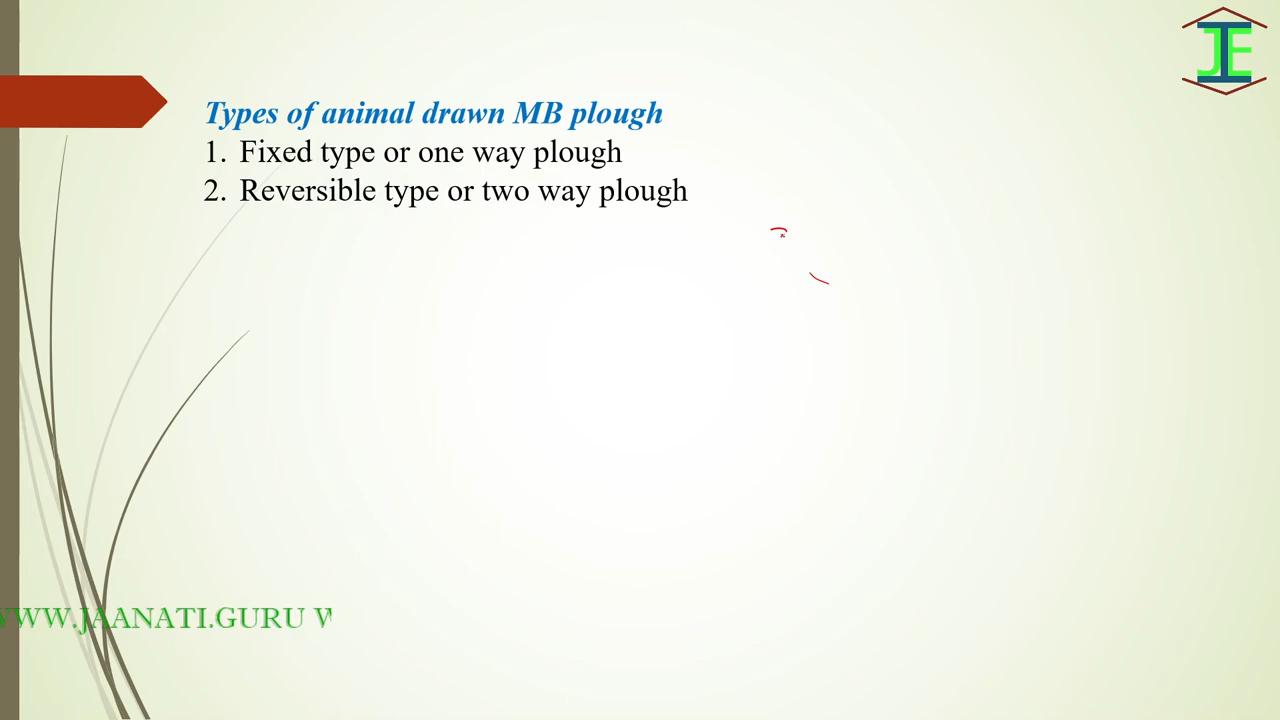 JE
Types of animal drawn MB plough
1. Fixed type or one way plough
2. Reversible type or two way plough
WWW.JAANATI.GURU W